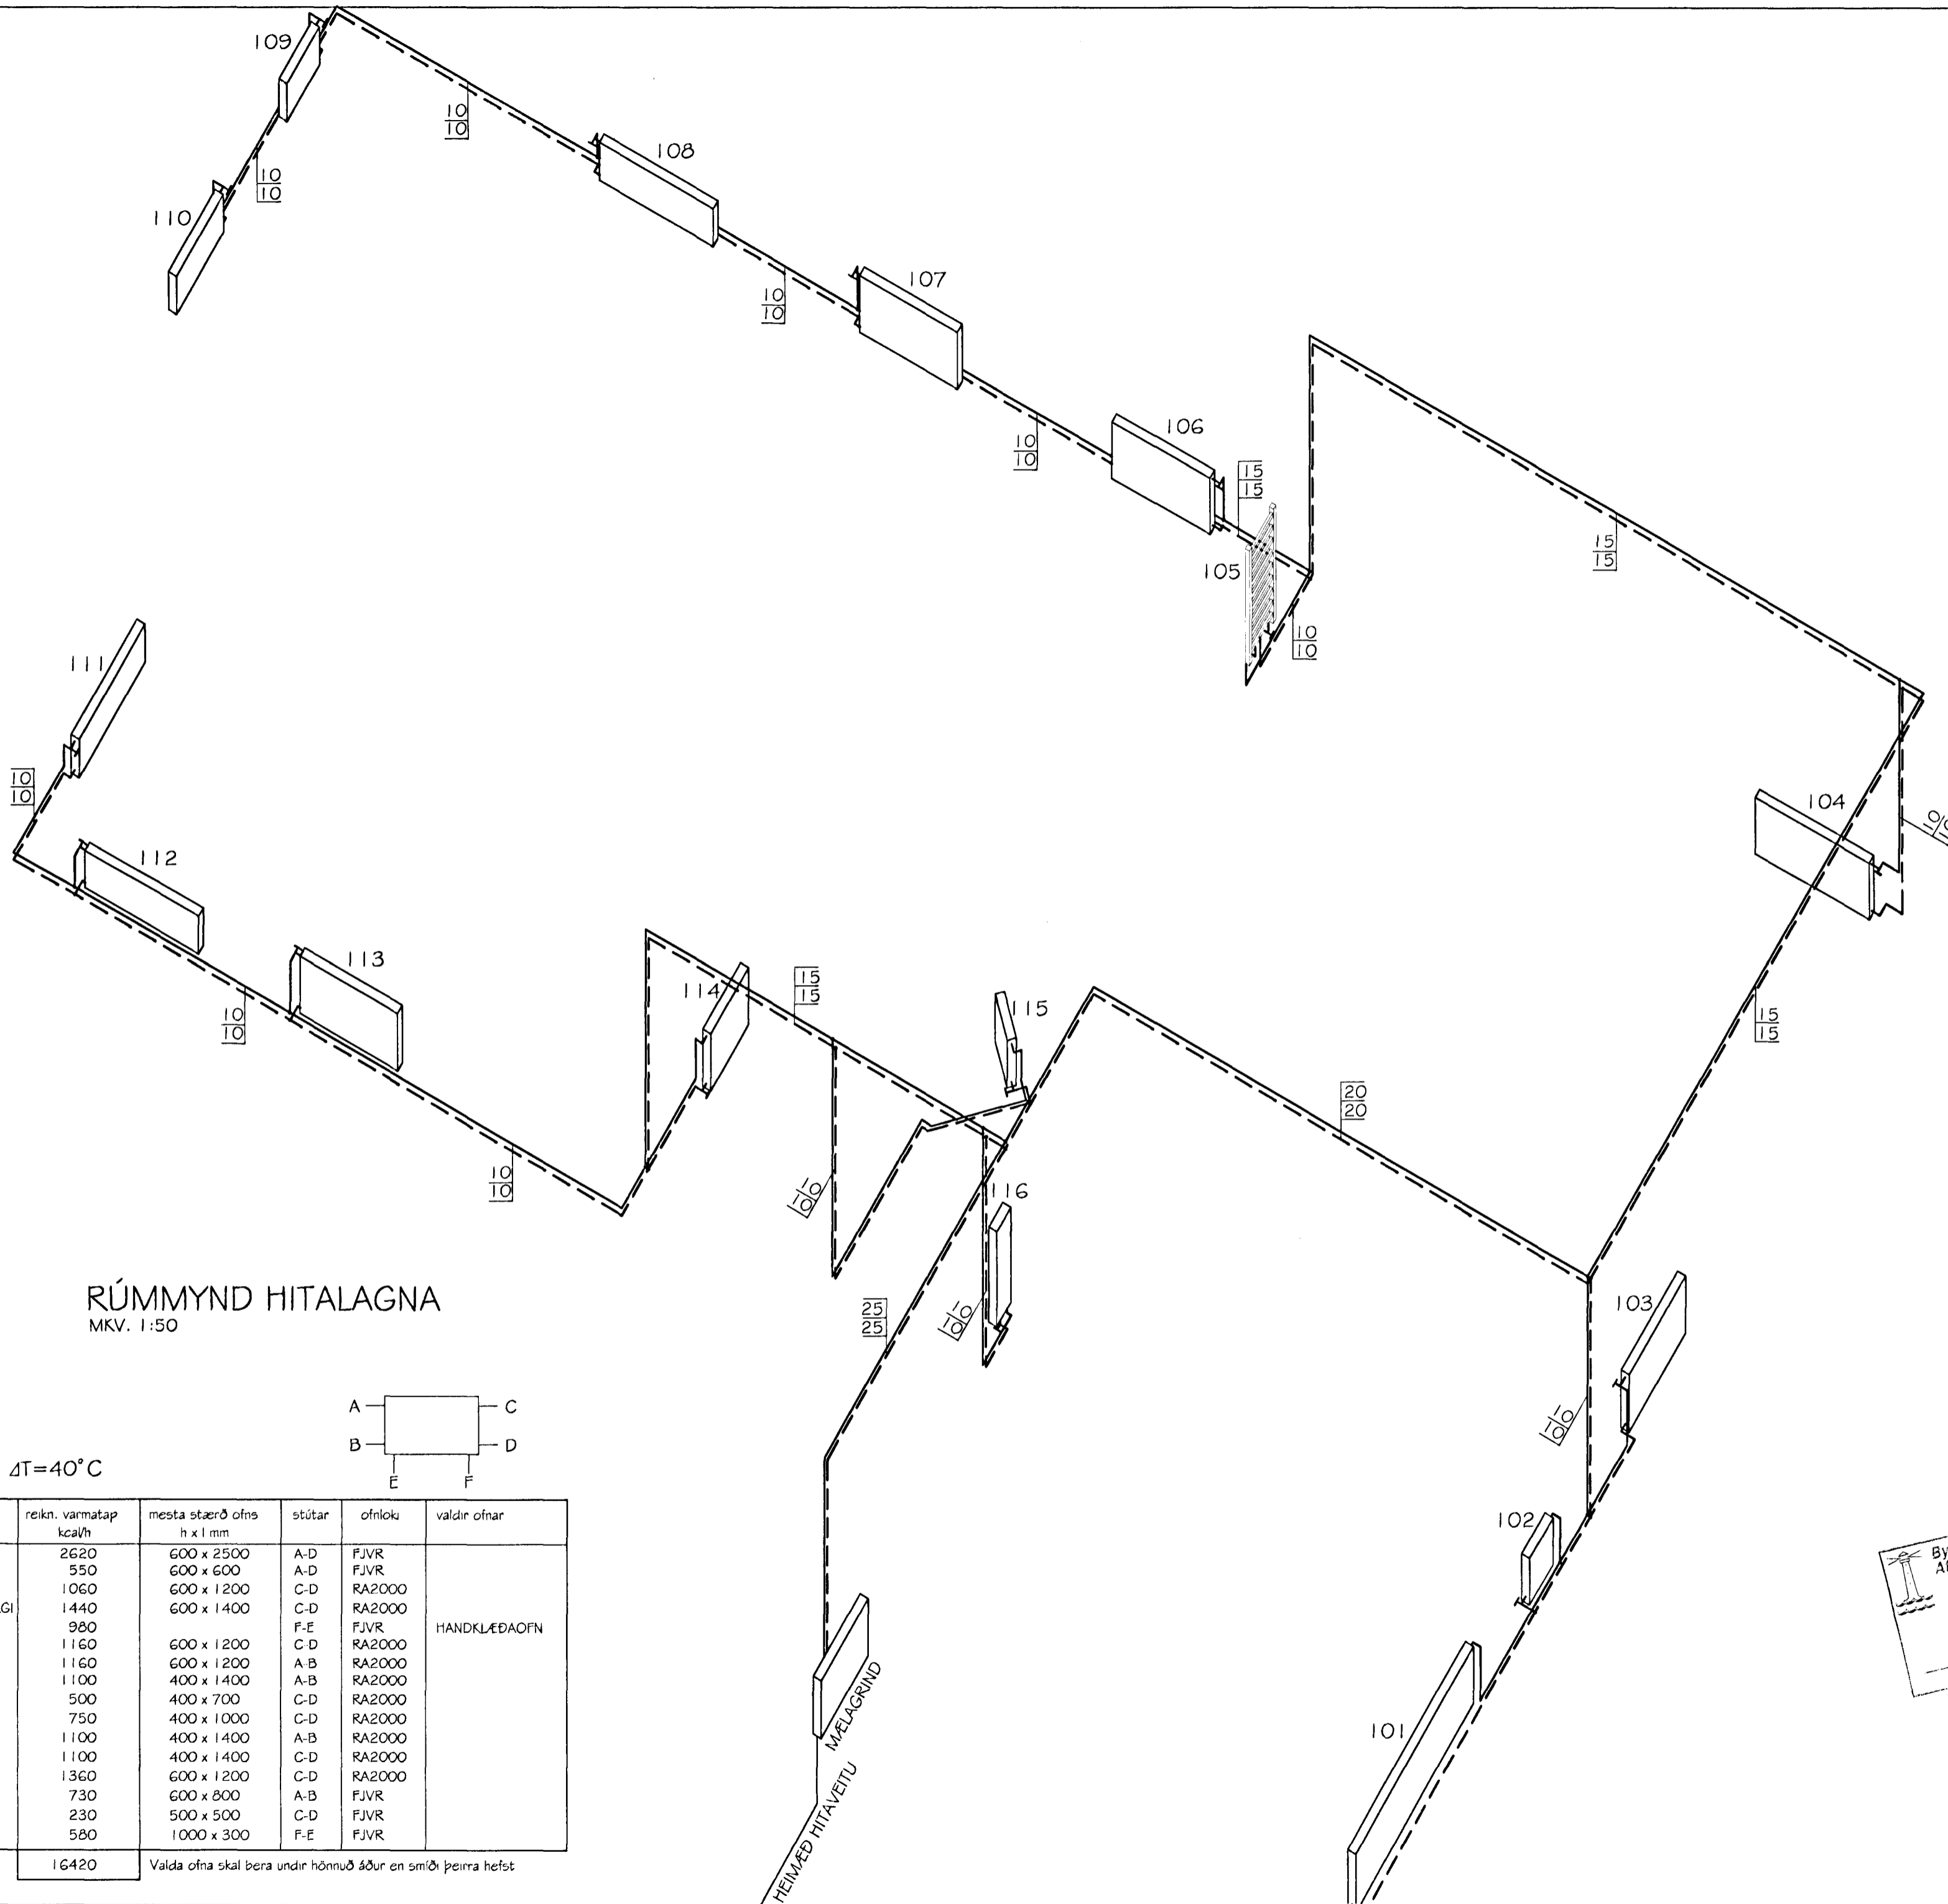 109
10
10
108
10
10
110
107
10
10
106
10
10
15
15
15
15
105
10
10
111
10
10
104
112
113
114
15
15
115
10
10
15
15
20
20
10
10
10
10
116
10
10
25
25
103
10
10
102
RÚMMYND HITALAGNA
MKV. 1:50
A
C
B
D
E
F
ΔT=40°C
reikn. varmatap mesta stærð ofns stútar ofnloki valdir ofnar
kcal/h h x l mm
2620 600 x 2500 A-D FJVR
550 600 x 600 A-D FJVR
1060 600 x 1200 C-D RA2000
GI 1440 600 x 1400 C-D RA2000
980 F-E FJVR HANDKLÆÐAOFN
1160 600 x 1200 C-D RA2000
1160 600 x 1200 A-B RA2000
1100 400 x 1400 A-B RA2000
500 400 x 700 C-D RA2000
750 400 x 1000 C-D RA2000
1100 400 x 1400 A-B RA2000
1100 400 x 1400 C-D RA2000
1360 600 x 1200 C-D RA2000
730 600 x 800 A-B FJVR
230 500 x 500 C-D FJVR
580 1000 x 300 F-E FJVR
16420 Valda ofna skal bera undir hönnuð áður en smíði þeirra hefst
MÆLAGRIND
HEIMÆÐ HITAVEITU
101
By